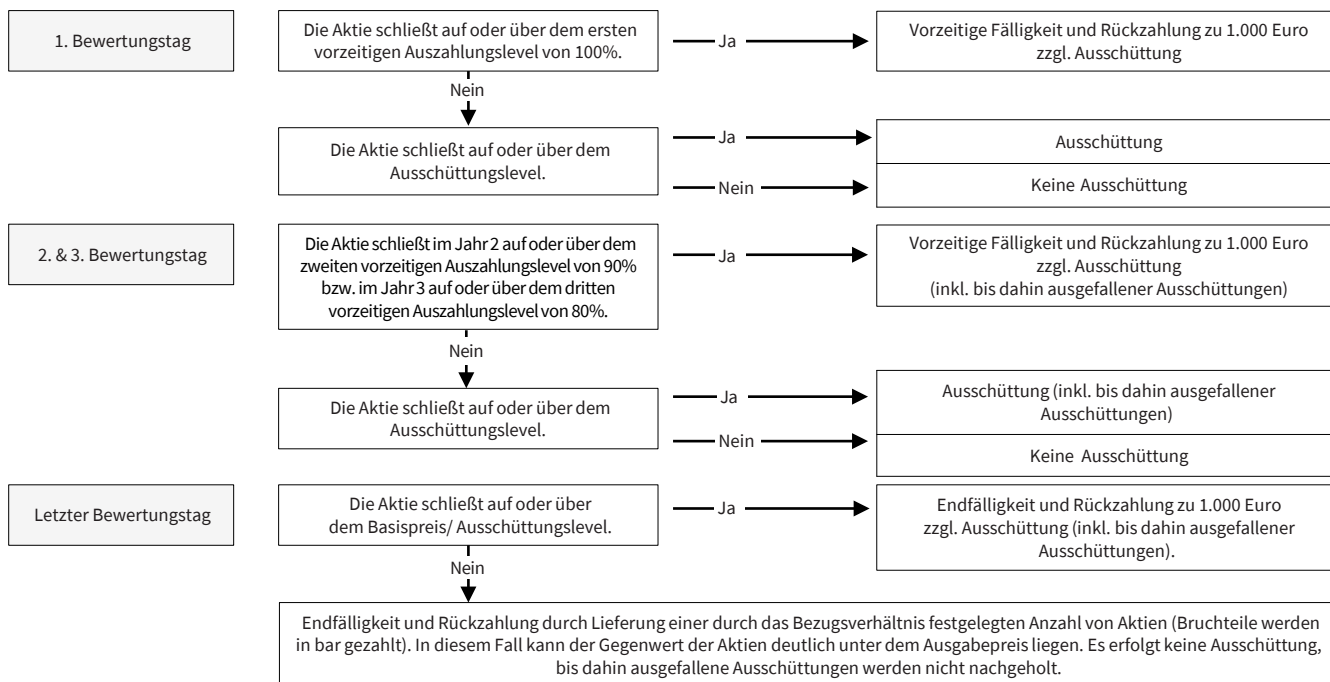 1. Bewertungstag
Die Aktie schließt auf oder über dem ersten
vorzeitigen Auszahlungslevel von 100%.
Ja
Vorzeitige Fälligkeit und Rückzahlung zu 1.000 Euro
zzgl. Ausschüttung
Nein
Die Aktie schließt auf oder über dem
Ausschüttungslevel.
Ja
Ausschüttung
Nein
Keine Ausschüttung
2. & 3. Bewertungstag
Die Aktie schließt im Jahr 2 auf oder über dem
zweiten vorzeitigen Auszahlungslevel von 90%
bzw. im Jahr 3 auf oder über dem dritten
vorzeitigen Auszahlungslevel von 80%.
Ja
Vorzeitige Fälligkeit und Rückzahlung zu 1.000 Euro
zzgl. Ausschüttung
(inkl. bis dahin ausgefallener Ausschüttungen)
Nein
Die Aktie schließt auf oder über dem
Ausschüttungslevel.
Ja
Ausschüttung (inkl. bis dahin ausgefallener
Ausschüttungen)
Nein
Keine Ausschüttung
Letzter Bewertungstag
Die Aktie schließt auf oder über
dem Basispreis/ Ausschüttungslevel.
Ja
Endfälligkeit und Rückzahlung zu 1.000 Euro
zzgl. Ausschüttung (inkl. bis dahin ausgefallener
Ausschüttungen).
Nein
Endfälligkeit und Rückzahlung durch Lieferung einer durch das Bezugsverhältnis festgelegten Anzahl von Aktien (Bruchteile werden
in bar gezahlt). In diesem Fall kann der Gegenwert der Aktien deutlich unter dem Ausgabepreis liegen. Es erfolgt keine Ausschüttung,
bis dahin ausgefallene Ausschüttungen werden nicht nachgeholt.